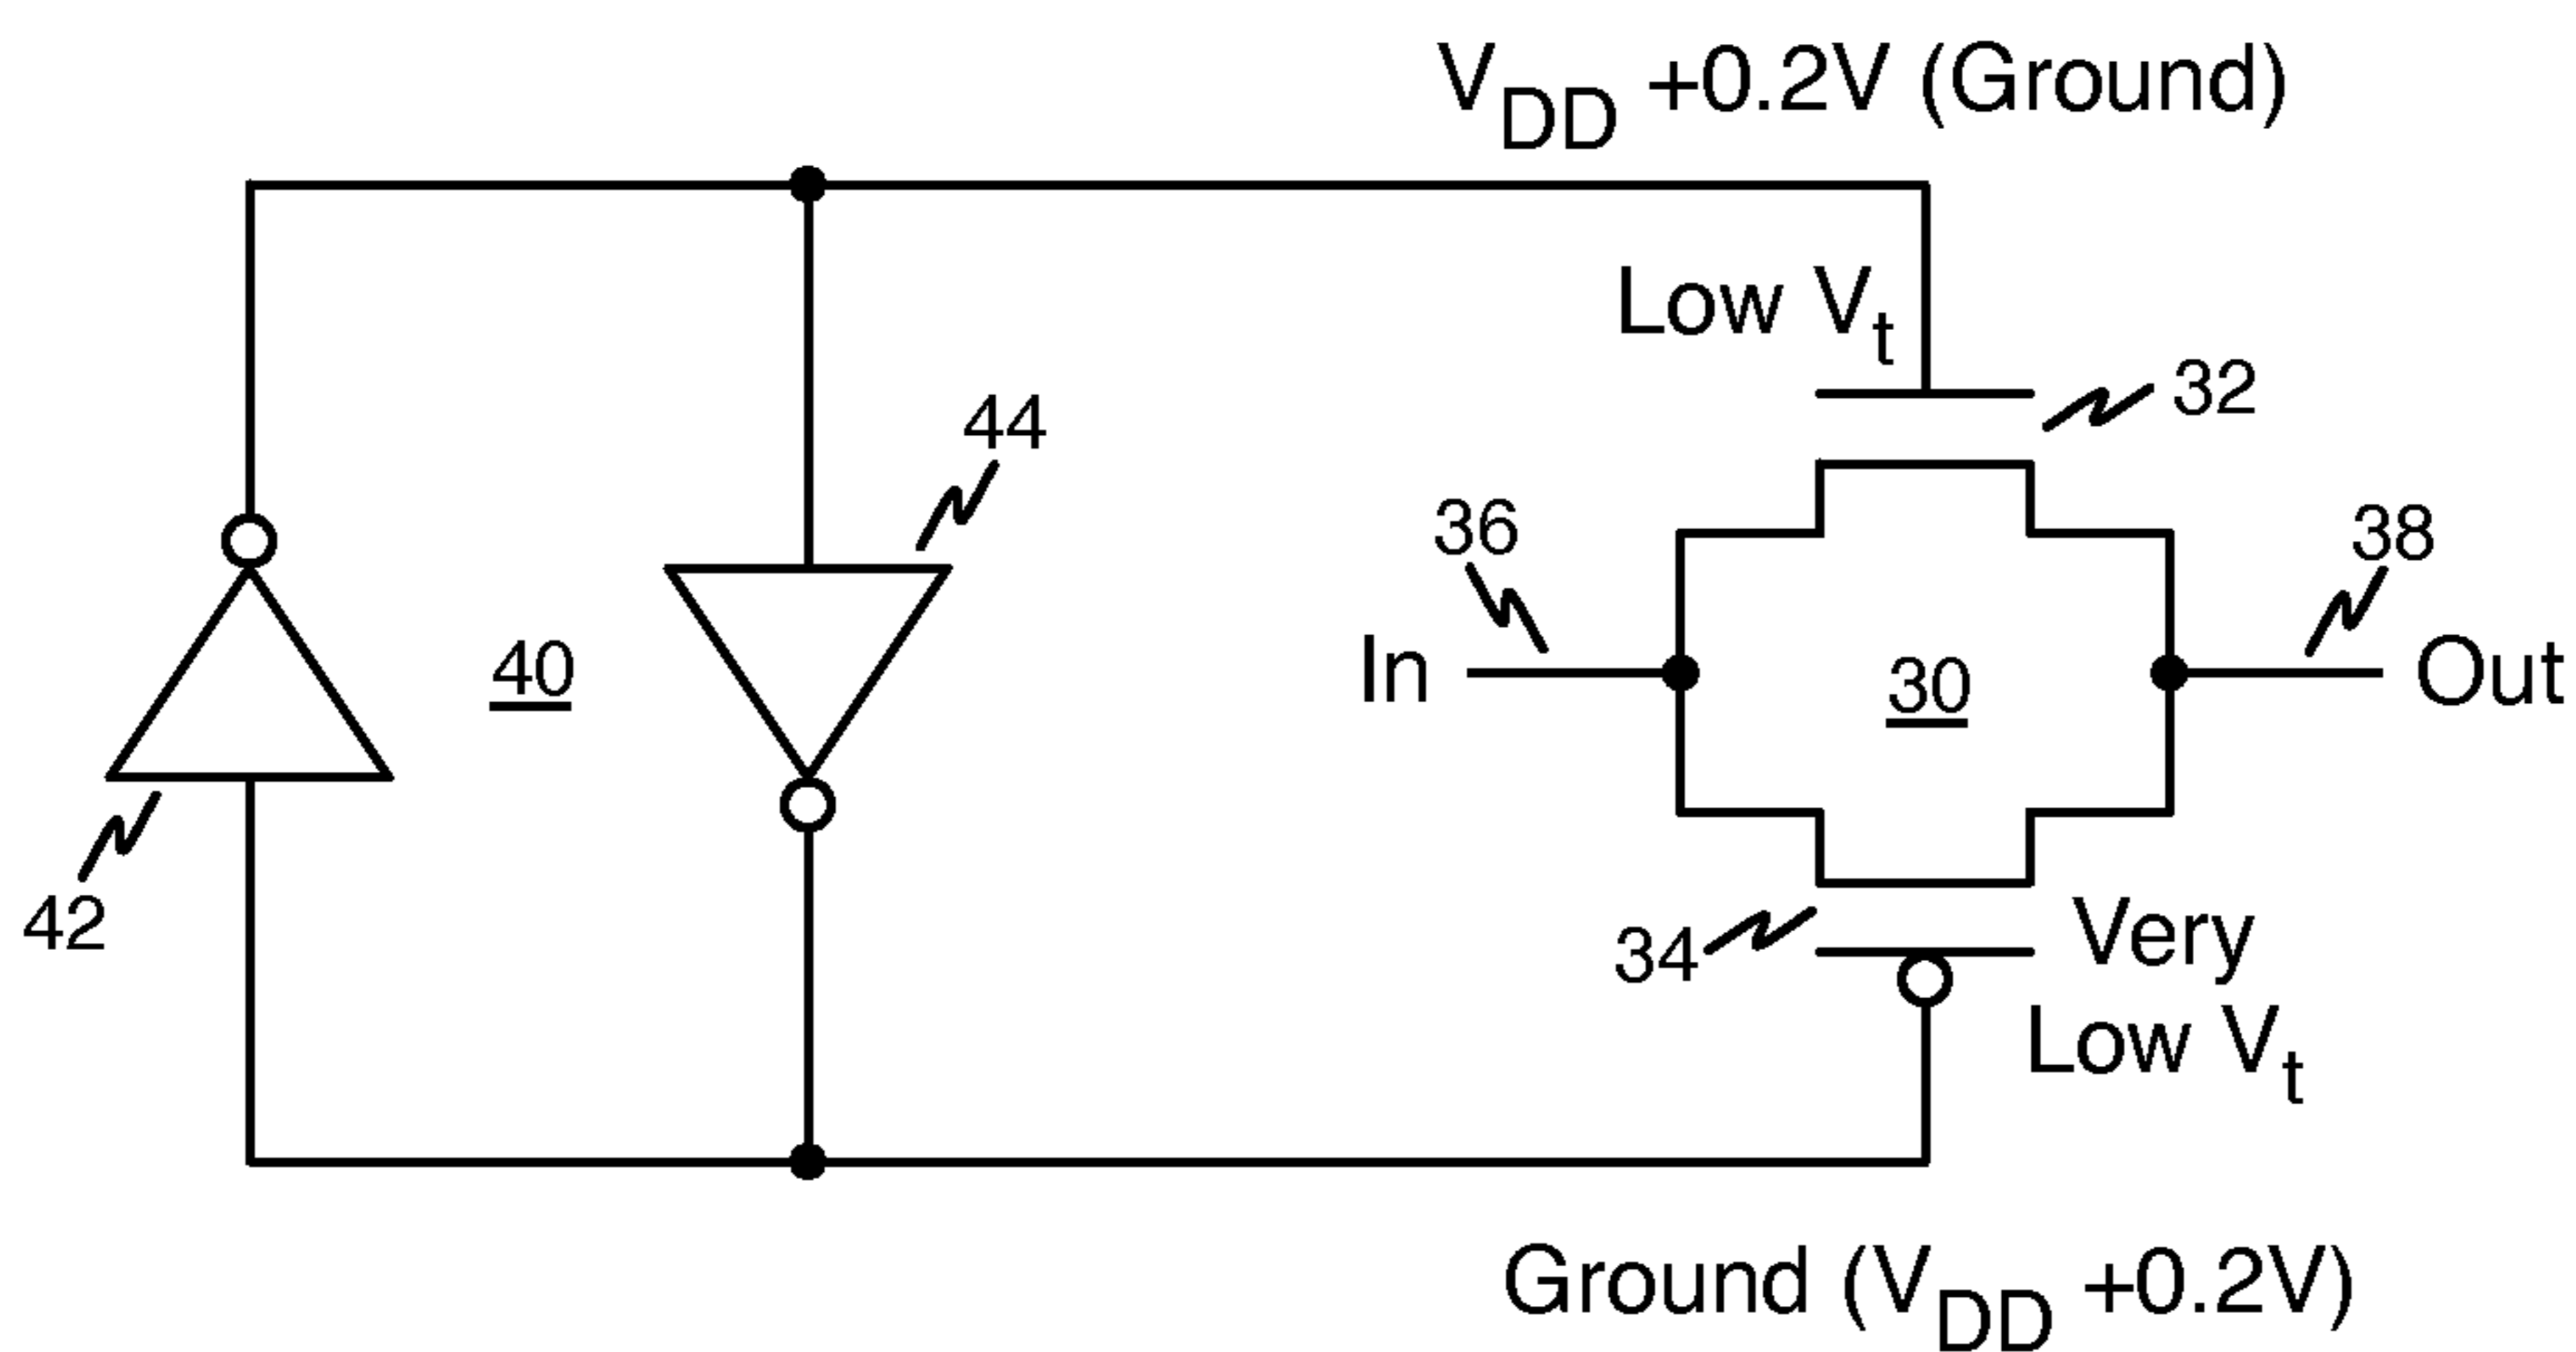 V_DD +0.2V (Ground)
Low V_t
32
44
36
38
40
In
30
Out
42
34
Very
Low V_t
Ground (V_DD +0.2V)